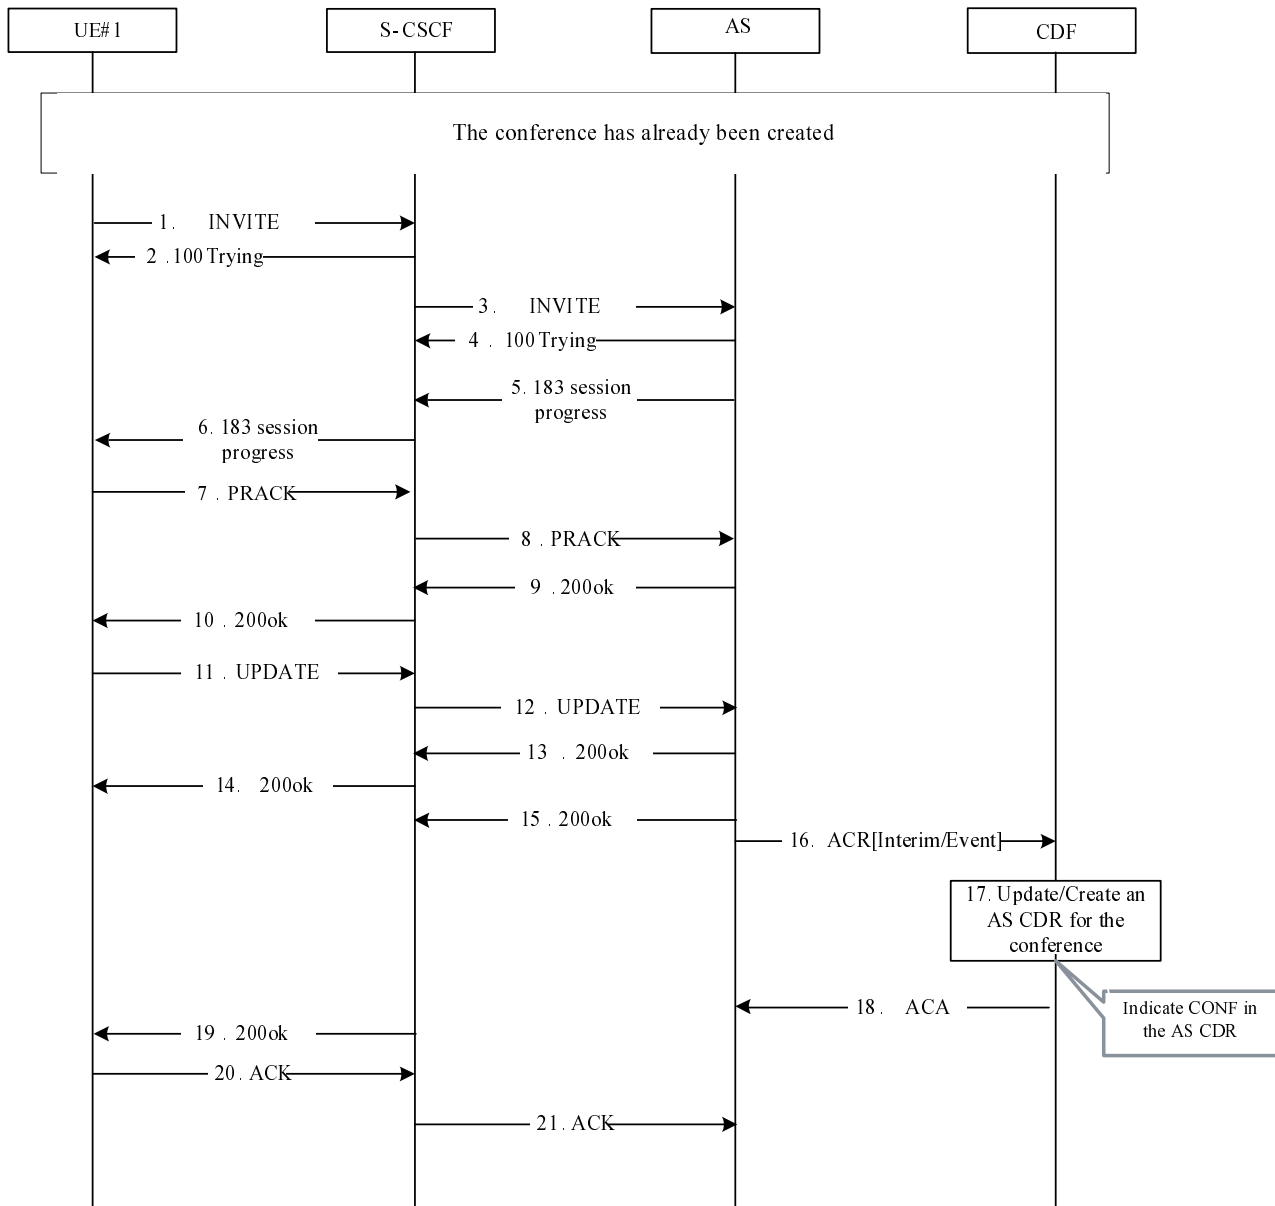 UE#1
S-CSCF
AS
CDF
The conference has already been created
1. INVITE
2 . 100 Trying
3. INVITE
4 . 100 Trying
5. 183 session
progress
6. 183 session
progress
7 . PRACK
8 . PRACK
9 . 200ok
10 . 200ok
11 . UPDATE
12 . UPDATE
13 . 200ok
14. 200ok
15 . 200ok
16. ACR[Interim/Event]
17. Update/Create an
AS CDR for the
conference
18. ACA
Indicate CONF in
the AS CDR
19 . 200ok
20. ACK
21. ACK